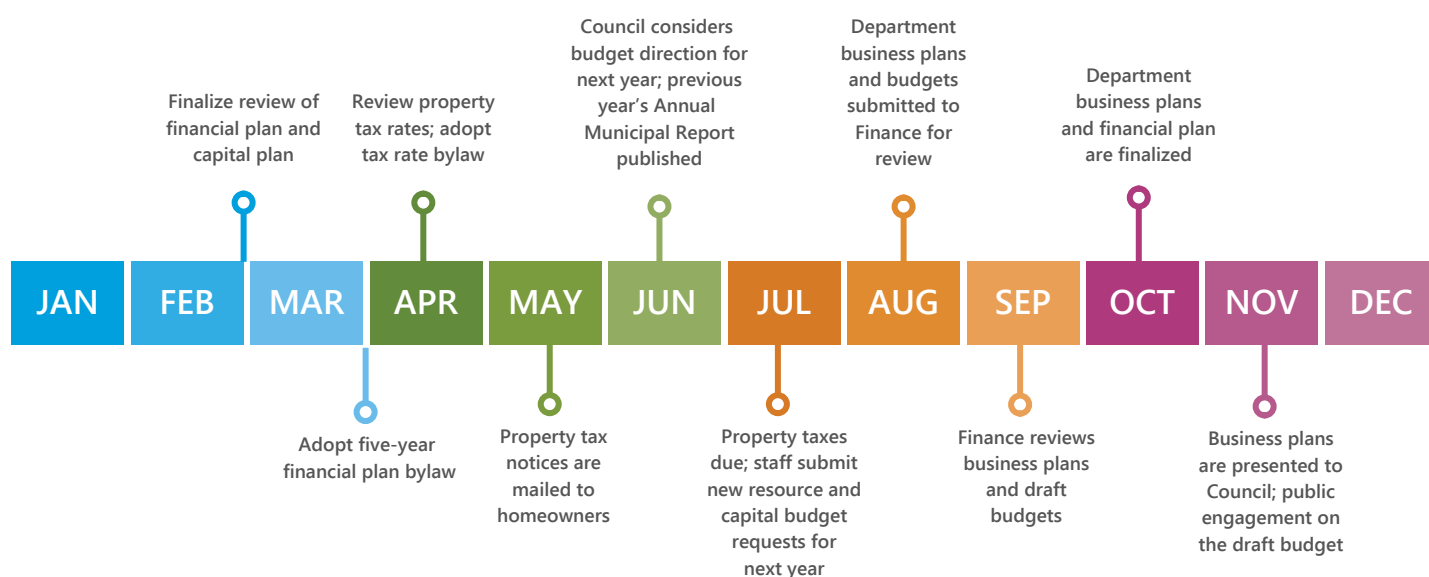 Finalize review of
financial plan and
capital plan
Review property
tax rates; adopt
tax rate bylaw
Council considers
budget direction for
next year; previous
year's Annual
Municipal Report
published
Department
business plans
and budgets
submitted to
Finance for
review
Department
business plans
and financial plan
are finalized
JAN
FEB
MAR
APR
MAY
JUN
JUL
AUG
SEP
OCT
NOV
DEC
Adopt five-year
financial plan bylaw
Property tax
notices are
mailed to
homeowners
Property taxes
due; staff submit
new resource and
capital budget
requests for
next year
Finance reviews
business plans
and draft
budgets
Business plans
are presented to
Council; public
engagement on
the draft budget